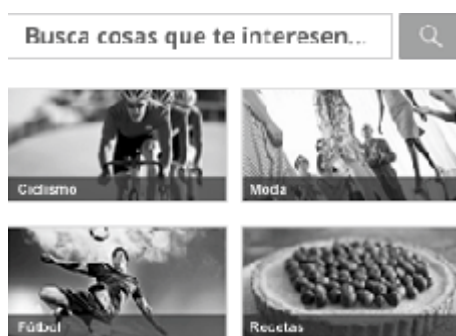 Busca cosas que te interesen...
Ciclismo
Moda
Fútbol
Recetas